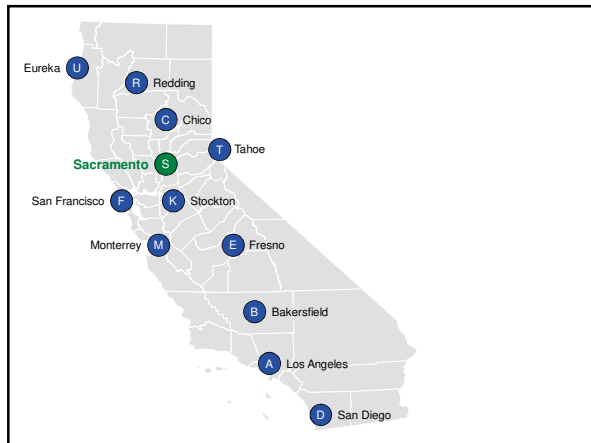 Eureka U
R Redding
C Chico
T Tahoe
Sacramento S
San Francisco F
K Stockton
Monterrey M
E Fresno
B Bakersfield
A Los Angeles
D San Diego